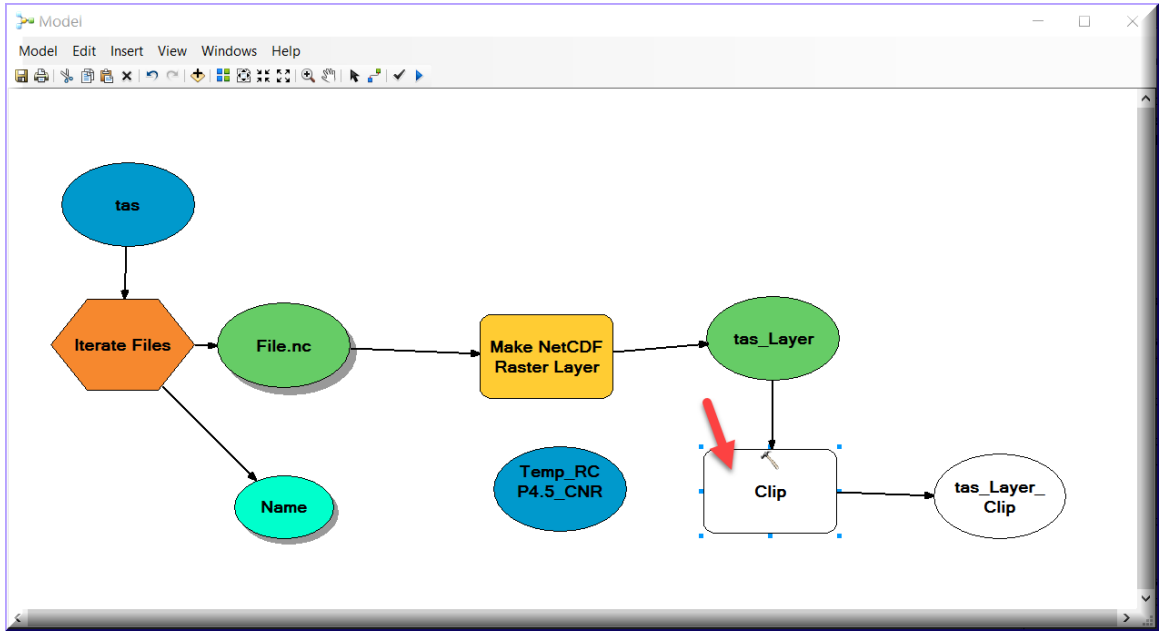 Model
Model Edit Insert View Windows Help
tas
Iterate Files
File.nc
Make NetCDF
Raster Layer
tas_Layer
Name
Temp_RC
P4.5_CNR
Clip
tas_Layer_
Clip